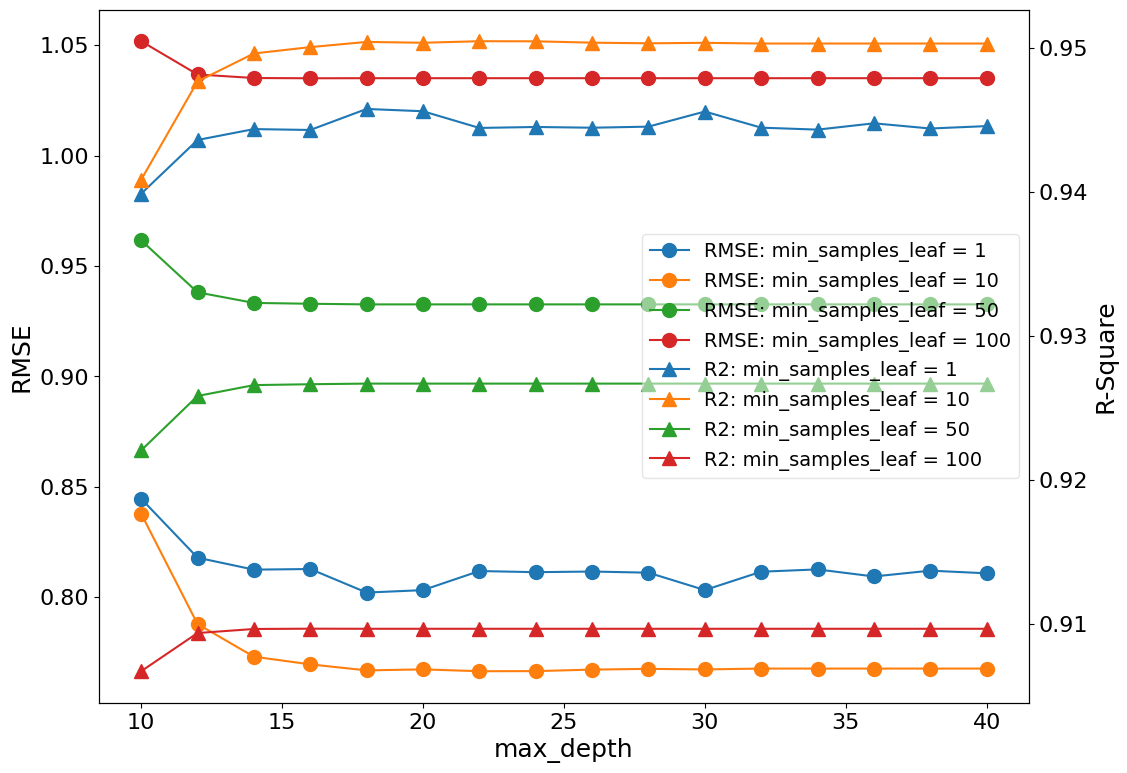 1.05
1.00
0.95
0.90
0.85
0.80
RMSE
0.95
0.94
0.93
0.92
0.91
R-Square
RMSE: min_samples_leaf = 1
RMSE: min_samples_leaf = 10
RMSE: min_samples_leaf = 50
RMSE: min_samples_leaf = 100
R2: min_samples_leaf = 1
R2: min_samples_leaf = 10
R2: min_samples_leaf = 50
R2: min_samples_leaf = 100
10 15 20 25 30 35 40
max_depth